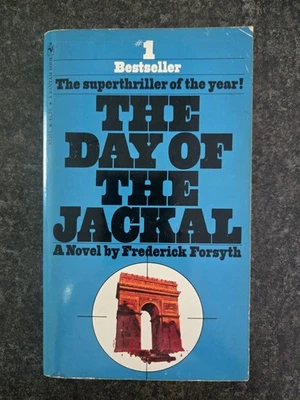 #1
Bestseller
The superthriller of the year!
THE
DAY OF
THE
JACKAL
A Novel by Frederick Forsyth